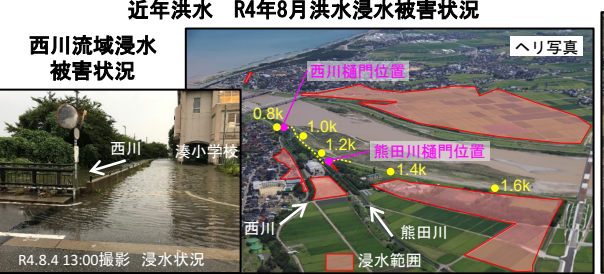 近年洪水 R4年8月洪水浸水被害状況
西川流域浸水
被害状況
ヘリ写真
西川樋門位置
0.8k
1.0k
1.2k
熊田川樋門位置
1.4k
1.6k
西川
熊田川
浸水範囲
西川
湊小学校
R4.8.4 13:00撮影 浸水状況